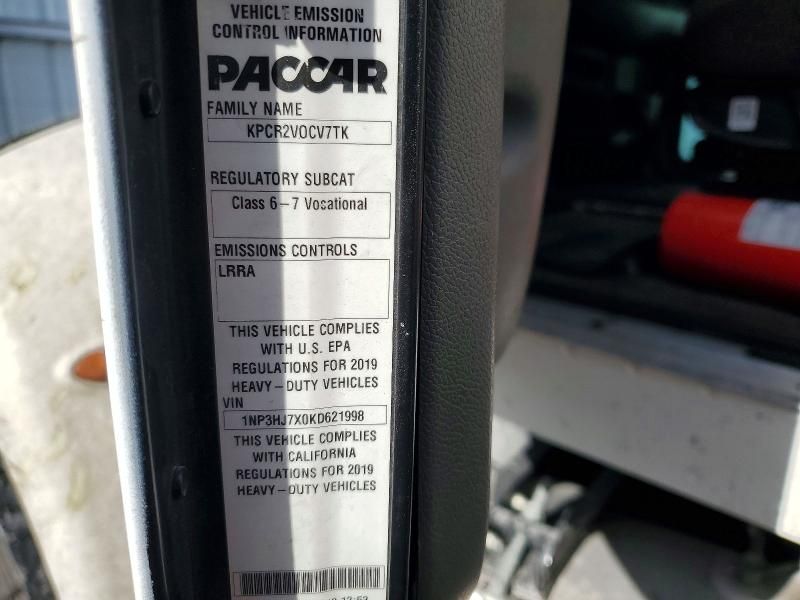 VEHICLE EMISSION
CONTROL INFORMATION
PACCAR
FAMILY NAME
KPCR2VOCV7TK
REGULATORY SUBCAT
Class 6-7 Vocational
EMISSIONS CONTROLS
LRRA
THIS VEHICLE COMPLIES
WITH U.S. EPA
REGULATIONS FOR 2019
HEAVY-DUTY VEHICLES
VIN
1NP3HJ7X0KD621998
THIS VEHICLE COMPLIES
WITH CALIFORNIA
REGULATIONS FOR 2019
HEAVY-DUTY VEHICLES